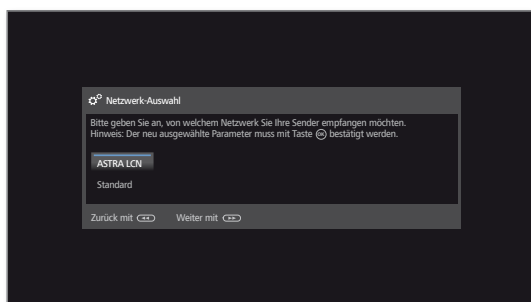 Netzwerk-Auswahl
Bitte geben Sie an, von welchem Netzwerk Sie Ihre Sender empfangen möchten.
Hinweis: Der neu ausgewählte Parameter muss mit Taste OK bestätigt werden.
ASTRA LCN
Standard
Zurück mit Weiter mit